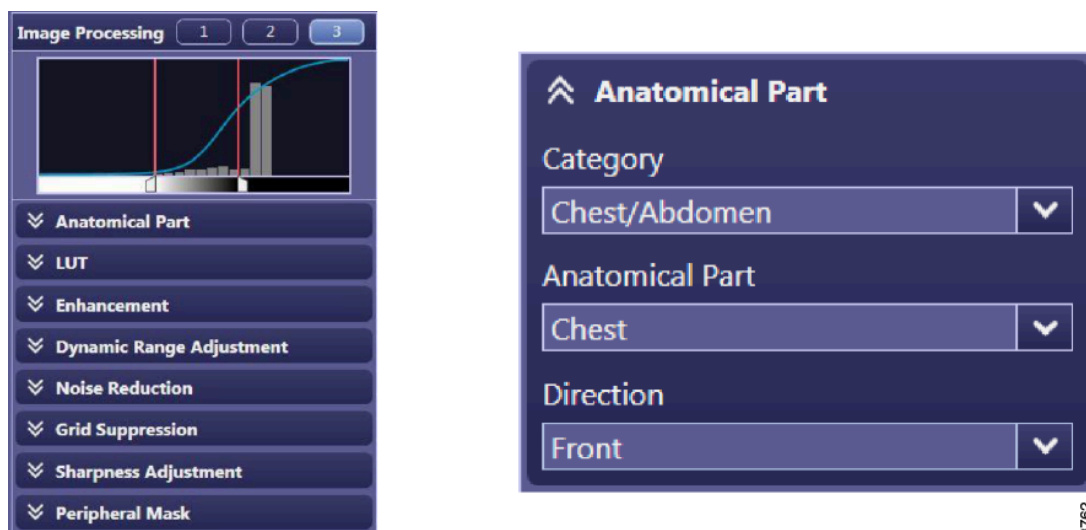 Image Processing 1 2 3
Anatomical Part
LUT
Enhancement
Dynamic Range Adjustment
Noise Reduction
Grid Suppression
Sharpness Adjustment
Peripheral Mask
Anatomical Part
Category
Chest/Abdomen
Anatomical Part
Chest
Direction
Front